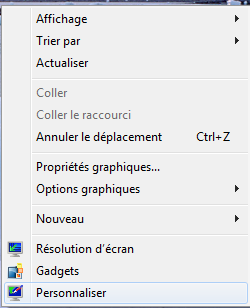 Affichage
Trier par
Actualiser
Coller
Coller le raccourci
Annuler le déplacement Ctrl+Z
Propriétés graphiques...
Options graphiques
Nouveau
Résolution d'écran
Gadgets
Personnaliser